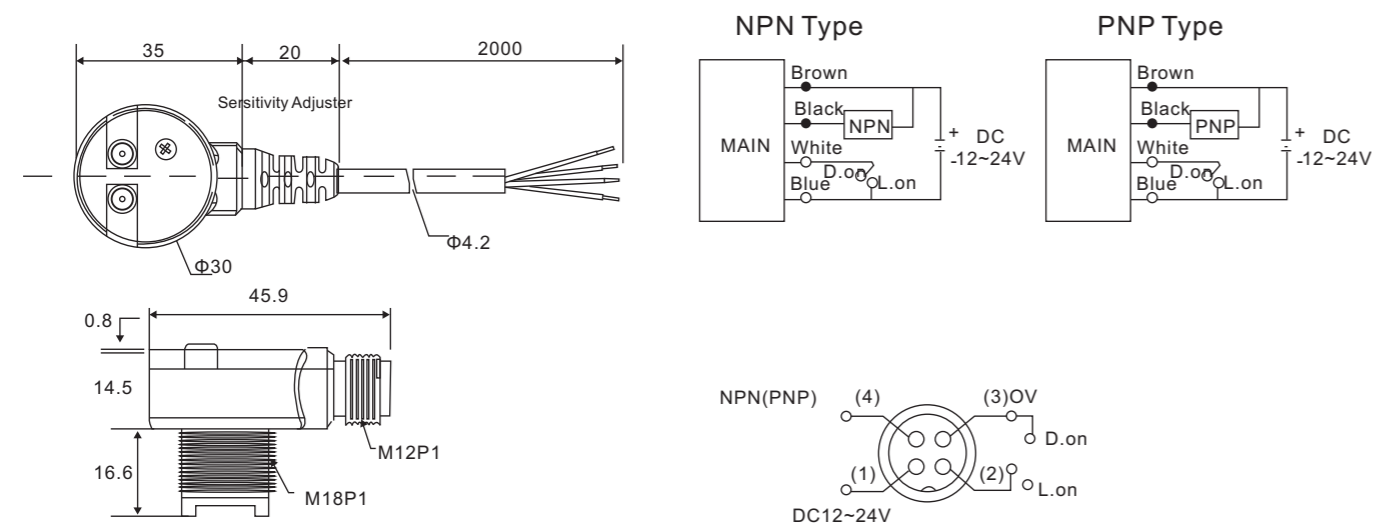 35
20
2000
Sersitivity Adjuster
Φ4.2
Φ30
45.9
0.8
14.5
16.6
M12P1
M18P1
NPN Type
Brown
Black
NPN
MAIN
White
D.on
L.on
Blue
+ DC
-12~24V
PNP Type
Brown
Black
PNP
MAIN
White
D.on
L.on
Blue
+ DC
-12~24V
NPN(PNP) (4) (3)OV
D.on
(1) (2)
L.on
DC12~24V